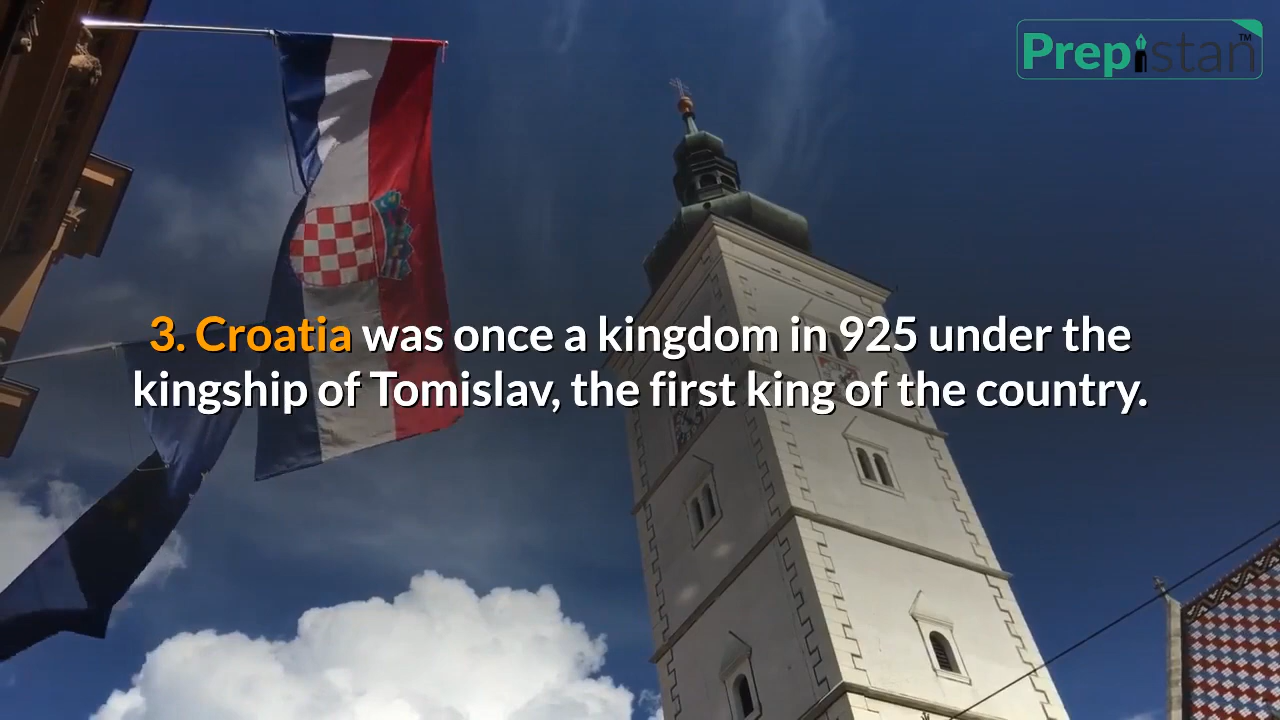 Prepistan™
3. Croatia was once a kingdom in 925 under the
kingship of Tomislav, the first king of the country.